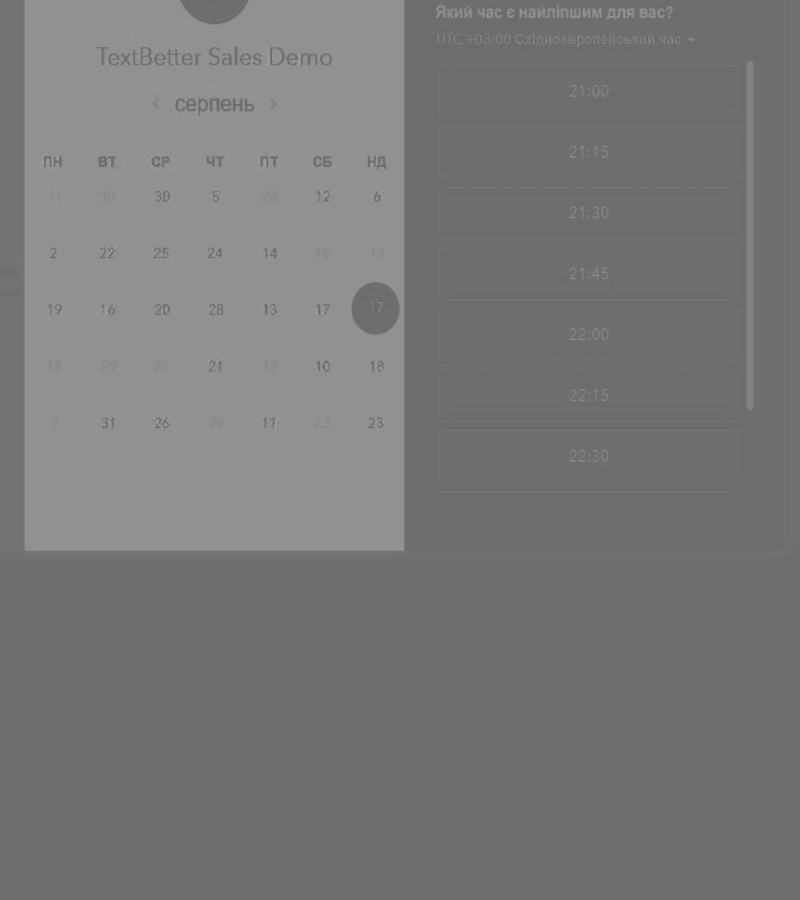 TextBetter Sales Demo
серпень
ПН ВТ СР ЧТ ПТ СБ НД
11 30 30 5 28 12 6
2 22 25 24 14 16 12
19 16 20 28 13 17 17
18 29 26 21 12 10 18
7 31 26 29 11 23 23
Який час є найліпшим для вас?
UTC +03:00 Східноєвропейський час
21:00
21:15
21:30
21:45
22:00
22:15
22:30